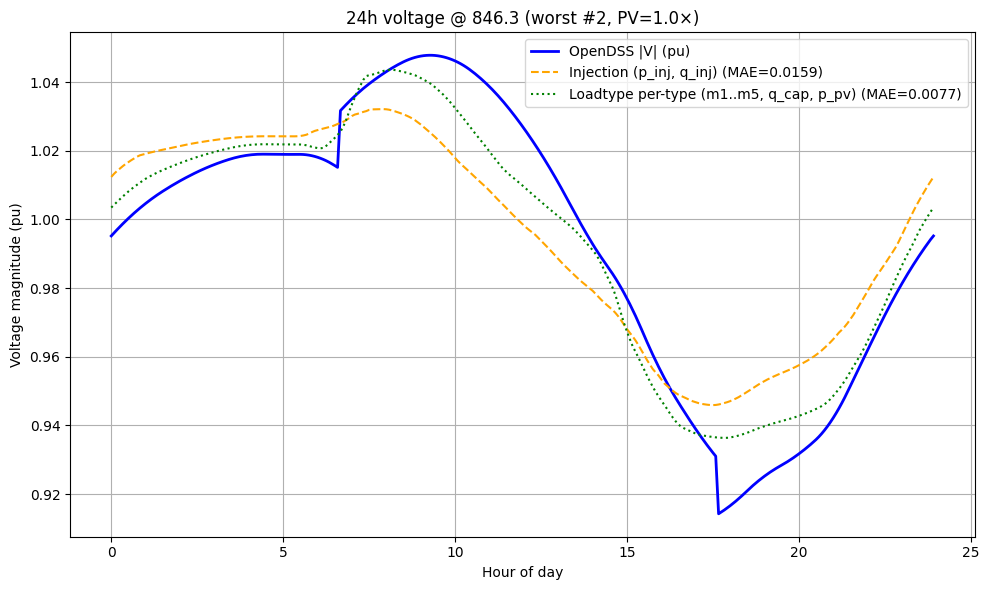 24h voltage @ 846.3 (worst #2, PV=1.0×)
OpenDSS |V| (pu)
Injection (p_inj, q_inj) (MAE=0.0159)
Loadtype per-type (m1..m5, q_cap, p_pv) (MAE=0.0077)
Voltage magnitude (pu)
1.04
1.02
1.00
0.98
0.96
0.94
0.92
0 5 10 15 20 25
Hour of day